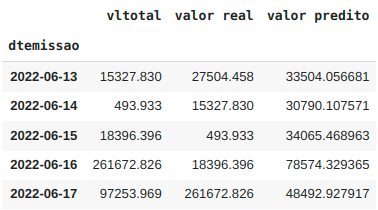 vltotal valor real valor predito
dtemissao
2022-06-13 15327.830 27504.458 33504.056681
2022-06-14 493.933 15327.830 30790.107571
2022-06-15 18396.396 493.933 34065.468963
2022-06-16 261672.826 18396.396 78574.329365
2022-06-17 97253.969 261672.826 48492.927917